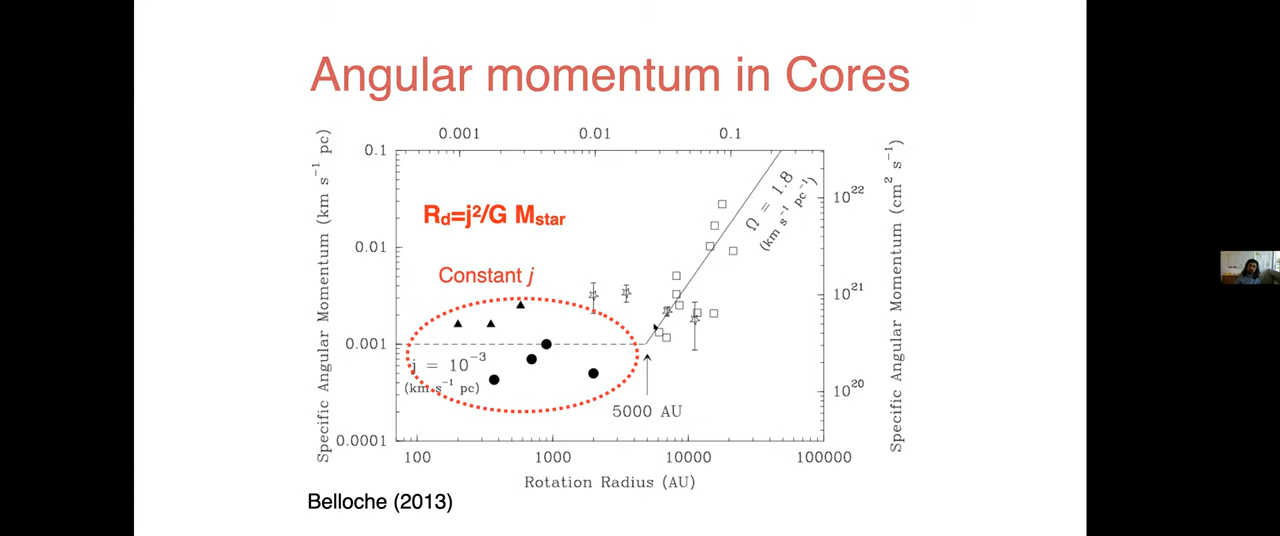 Angular momentum in Cores
0.001 0.01 0.1
Specific Angular Momentum (km s⁻¹ pc)
0.1
0.01
0.001
0.0001
R_d=j²/G M_star
Constant j
j = 10⁻³
(km s⁻¹ pc)
Ω = 1.8
(km s⁻¹ pc⁻¹)
5000 AU
10²²
10²¹
10²⁰
Specific Angular Momentum (cm² s⁻¹)
100 1000 10000 100000
Rotation Radius (AU)
Belloche (2013)